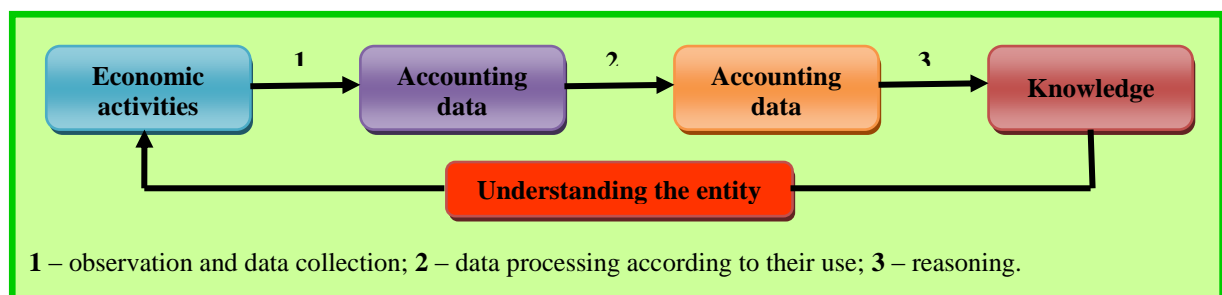 1 2 3
Economic
activities
Accounting
data
Accounting
data
Knowledge
Understanding the entity
1 – observation and data collection; 2 – data processing according to their use; 3 – reasoning.